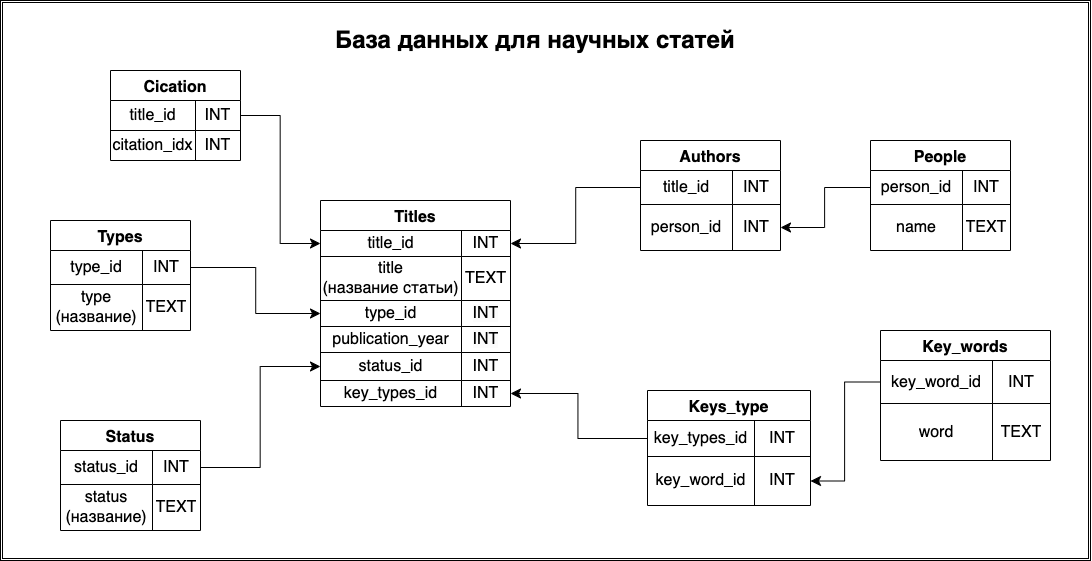 База данных для научных статей
Cication
title_id INT
citation_idx INT
Types
type_id INT
type
(название) TEXT
Status
status_id INT
status
(название) TEXT
Titles
title_id INT
title
(название статьи) TEXT
type_id INT
publication_year INT
status_id INT
key_types_id INT
Authors
title_id INT
person_id INT
People
person_id INT
name TEXT
Keys_type
key_types_id INT
key_word_id INT
Key_words
key_word_id INT
word TEXT